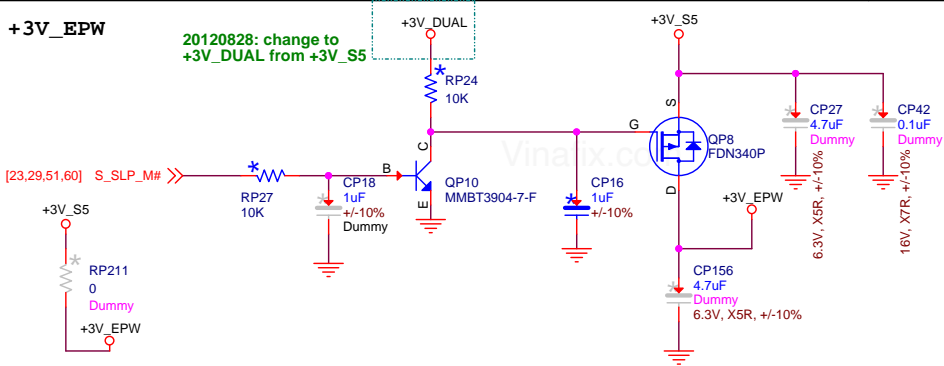 +3V_EPW
20120828: change to
+3V_DUAL from +3V_S5
+3V_DUAL
RP24
10K
+3V_S5
S
G
D
QP8
FDN340P
CP27
4.7uF
Dummy
6.3V, X5R, +/-10%
CP42
0.1uF
Dummy
16V, X7R, +/-10%
[23,29,51,60] S_SLP_M#
RP27
10K
CP18
1uF
+/-10%
Dummy
B
C
E
QP10
MMBT3904-7-F
CP16
1uF
+/-10%
+3V_EPW
CP156
4.7uF
Dummy
6.3V, X5R, +/-10%
+3V_S5
RP211
0
Dummy
+3V_EPW